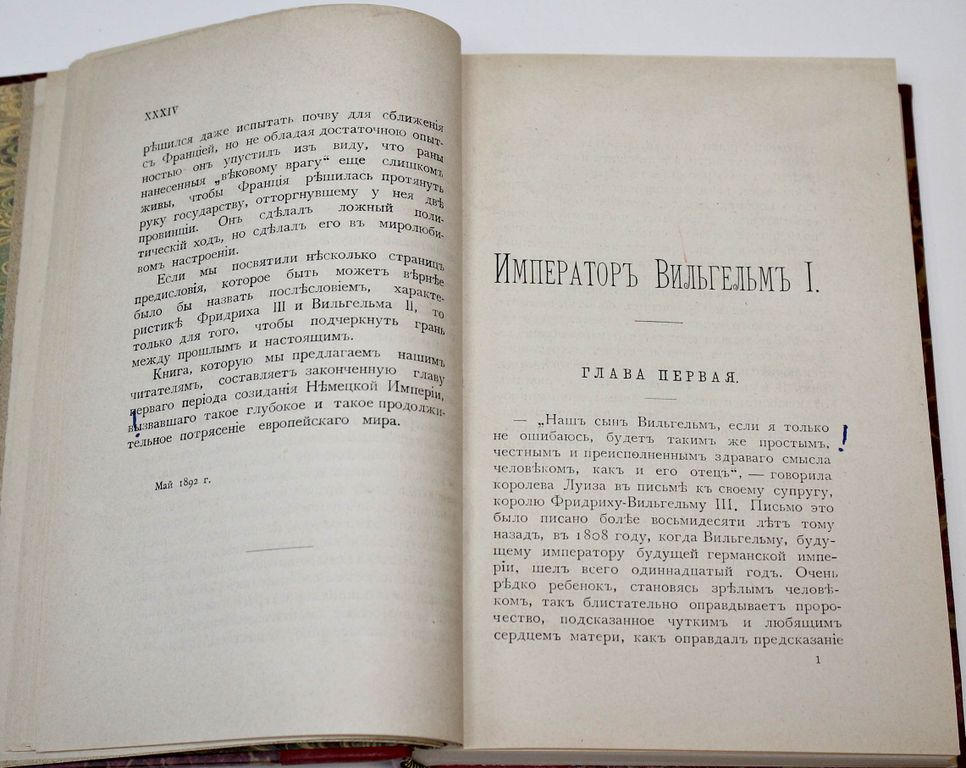 XXXIV
рѣшился даже испытать почву для сближенія
съ Франціей, но не обладая достаточною опыт-
ностью онъ упустилъ изъ виду, что раны
нанесенныя „вѣковому врагу“ еще слишкомъ
живы, чтобы Франція рѣшилась протянуть
руку государству, отторгнувшему у нея двѣ
провинціи. Онъ сдѣлалъ ложный поли-
тическій ходъ, но сдѣлалъ его въ миролюби-
вомъ настроеніи.
Если мы посвятили нѣсколько страницъ
предисловія, которое быть можетъ вѣрнѣе
было бы назвать послѣсловіемъ, характе-
ристикѣ Фридриха III и Вильгельма II, то
только для того, чтобы подчеркнуть грань
между прошлымъ и настоящимъ.
Книга, которую мы предлагаемъ нашимъ
читателямъ, составляетъ законченную главу
перваго періода созиданія Нѣмецкой Имперіи,
вызвавшаго такое глубокое и такое продолжи-
тельное потрясеніе европейскаго мира.
Май 1892 г.
Императоръ Вильгельмъ I.
ГЛАВА ПЕРВАЯ.
— „Нашъ сынъ Вильгельмъ, если я только
не ошибаюсь, будетъ такимъ же простымъ,
честнымъ и преисполненнымъ здраваго смысла
человѣкомъ, какъ и его отецъ“, — говорила
королева Луиза въ письмѣ къ своему супругу,
королю Фридриху-Вильгельму III. Письмо это
было писано болѣе восьмидесяти лѣтъ тому
назадъ, въ 1808 году, когда Вильгельму, буду-
щему императору будущей германской импе-
ріи, шелъ всего одиннадцатый годъ. Очень
рѣдко ребенокъ, становясь зрѣлымъ человѣ-
комъ, такъ блистательно оправдываетъ проро-
чество, подсказанное чуткимъ и любящимъ
сердцемъ матери, какъ оправдалъ предсказаніе
1